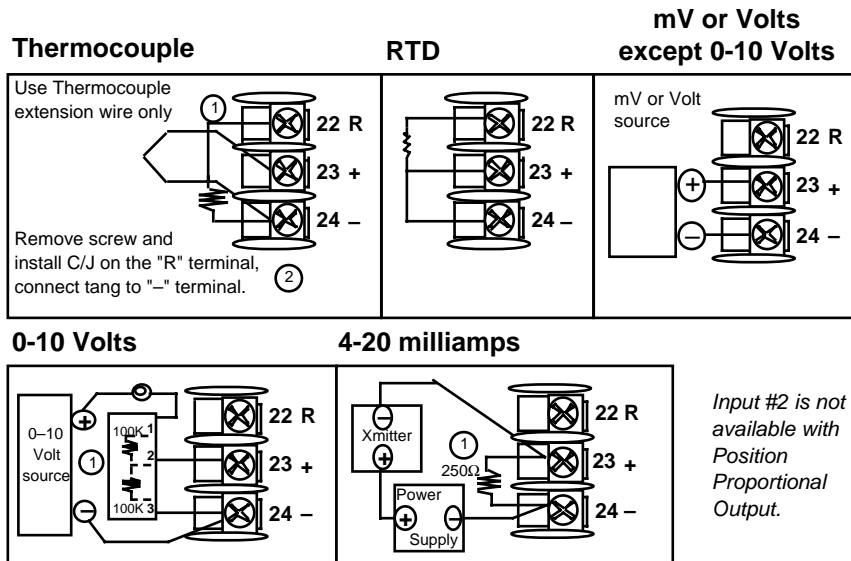 mV or Volts
except 0-10 Volts
Thermocouple
RTD
Use Thermocouple
extension wire only
1
22 R
23 +
24 –
Remove screw and
install C/J on the "R" terminal,
connect tang to "–" terminal.
2
22 R
23 +
24 –
mV or Volt
source
+
–
22 R
23 +
24 –
0-10 Volts
4-20 milliamps
0–10
Volt
source
+
–
1
100K 1
2
100K 3
22 R
23 +
24 –
–
Xmitter
+
1
250Ω
Power
+ –
Supply
22 R
23 +
24 –
Input #2 is not
available with
Position
Proportional
Output.